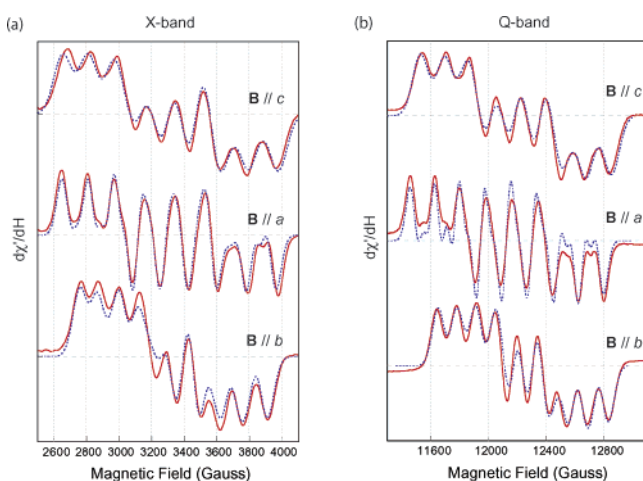 (a) X-band
(b) Q-band
B // c
B // a
B // b
dχ'/dH
2600 2800 3000 3200 3400 3600 3800 4000
Magnetic Field (Gauss)
B // c
B // a
B // b
dχ'/dH
11600 12000 12400 12800
Magnetic Field (Gauss)